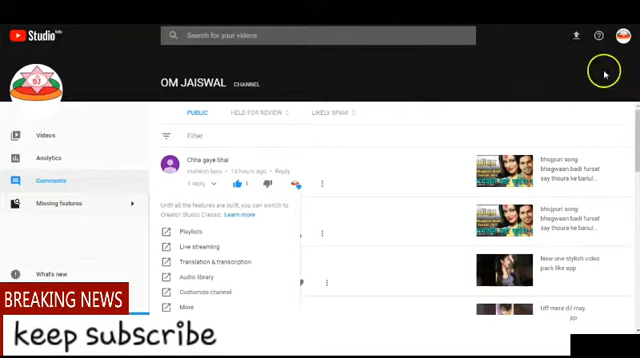 Studio
Search for your videos
OM JAISWAL CHANNEL
PUBLIC HELD FOR REVIEW LIKELY SPAM
Filter
Videos
Analytics
Comments
Missing features
What's new
Chha gaye bhai
1 reply
Until all the features are built, you can switch to
Creator Studio Classic. Learn more
Playlists
Live streaming
Translation & transcription
Audio library
Customize channel
More
bhojpuri song
bhagwaan badi fursat
say thoura ke banu...
bhojpuri song
bhagwaan badi fursat
say thoura ke banu...
New one stylish video
pack like app
Uff mere dil may
pp
BREAKING NEWS
keep subscribe